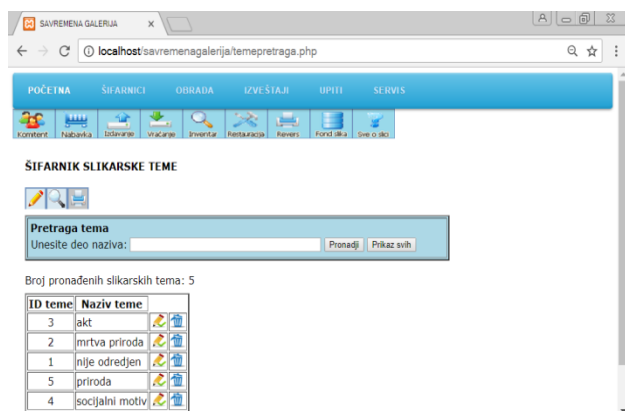 SAVREMENA GALERIJA
localhost/savremenagalerija/temepretraga.php
POČETNA ŠIFARNICI OBRADA IZVEŠTAJI UPITI SERVIS
Komitent Nabavka Izdavanje Vraćanje Inventar Restauracija Revers Fond slika Sve o slici
ŠIFARNIK SLIKARSKE TEME
Pretraga tema
Unesite deo naziva: Pronadji Prikaz svih
Broj pronađenih slikarskih tema: 5
ID teme Naziv teme
3 akt
2 mrtva priroda
1 nije odredjen
5 priroda
4 socijalni motiv